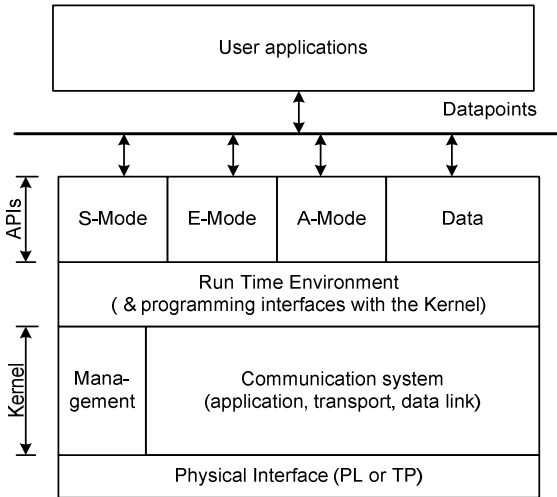 User applications
Datapoints
APIs
S-Mode
E-Mode
A-Mode
Data
Run Time Environment
( & programming interfaces with the Kernel)
Kernel
Mana-
gement
Communication system
(application, transport, data link)
Physical Interface (PL or TP)